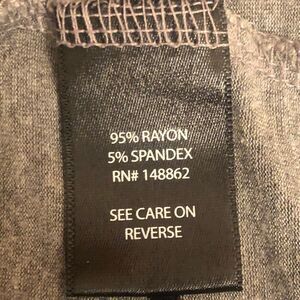 95% RAYON
5% SPANDEX
RN# 148862
SEE CARE ON
REVERSE